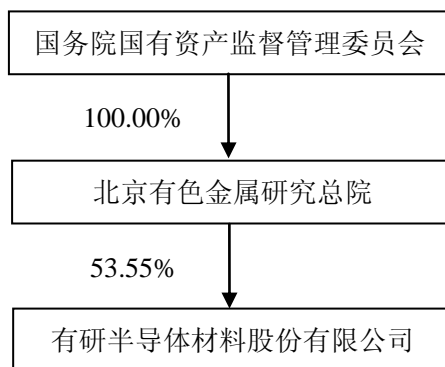 国务院国有资产监督管理委员会
100.00%
北京有色金属研究总院
53.55%
有研半导体材料股份有限公司